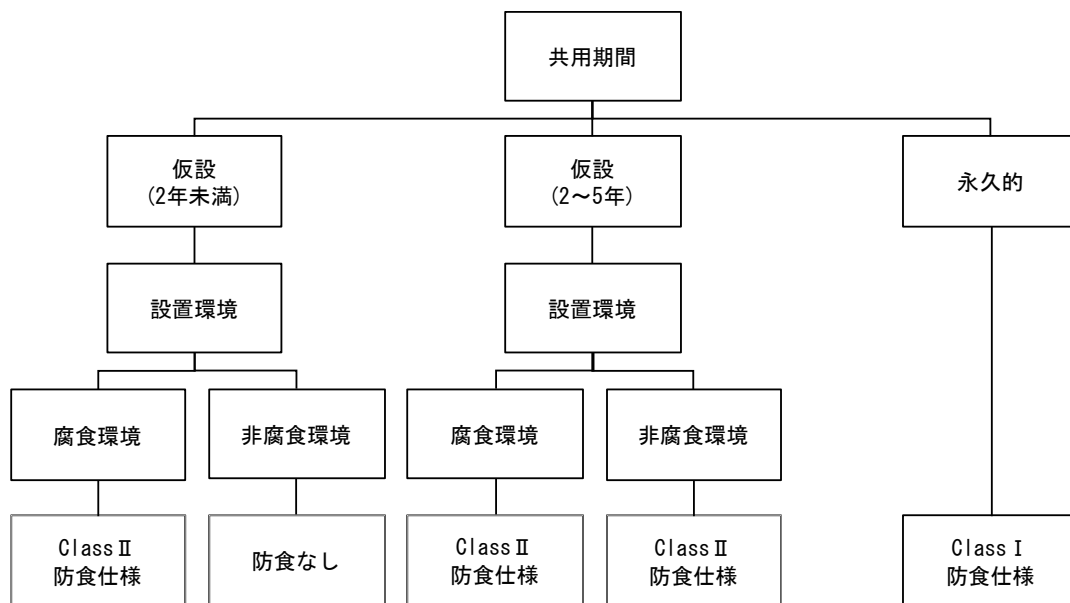 共用期間
仮設
(2年未満)
仮設
(2～5年)
永久的
設置環境
設置環境
腐食環境
非腐食環境
腐食環境
非腐食環境
ClassⅡ
防食仕様
防食なし
ClassⅡ
防食仕様
ClassⅡ
防食仕様
ClassⅠ
防食仕様